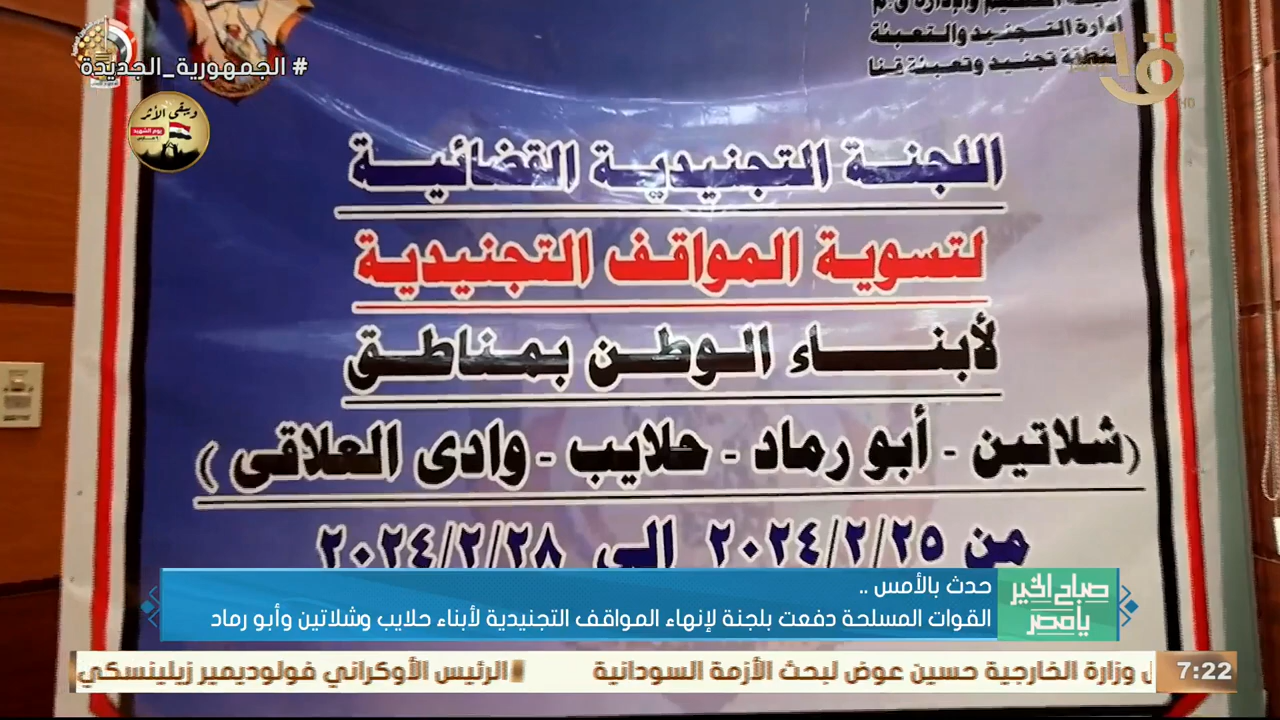 إدارة التجنيد والتعبئة
منطقة تجنيد وتعبئة قنا
# الجمهورية_الجديدة
ويبقى الأثر
يوم الشهيد
اللجنة التجنيدية القضائية
لتسوية المواقف التجنيدية
لأبناء الوطن بمناطق
(شلاتين - أبو رماد - حلايب - وادى العلاقى)
من ٢٠٢٤/٢/٢٥ الى ٢٠٢٤/٢/٢٨
صباح الخير
يا مصر
حدث بالأمس ..
القوات المسلحة دفعت بلجنة لإنهاء المواقف التجنيدية لأبناء حلايب وشلاتين وأبو رماد
7:22
وزارة الخارجية حسين عوض لبحث الأزمة السودانية
الرئيس الأوكراني فولوديمير زيلينسكي